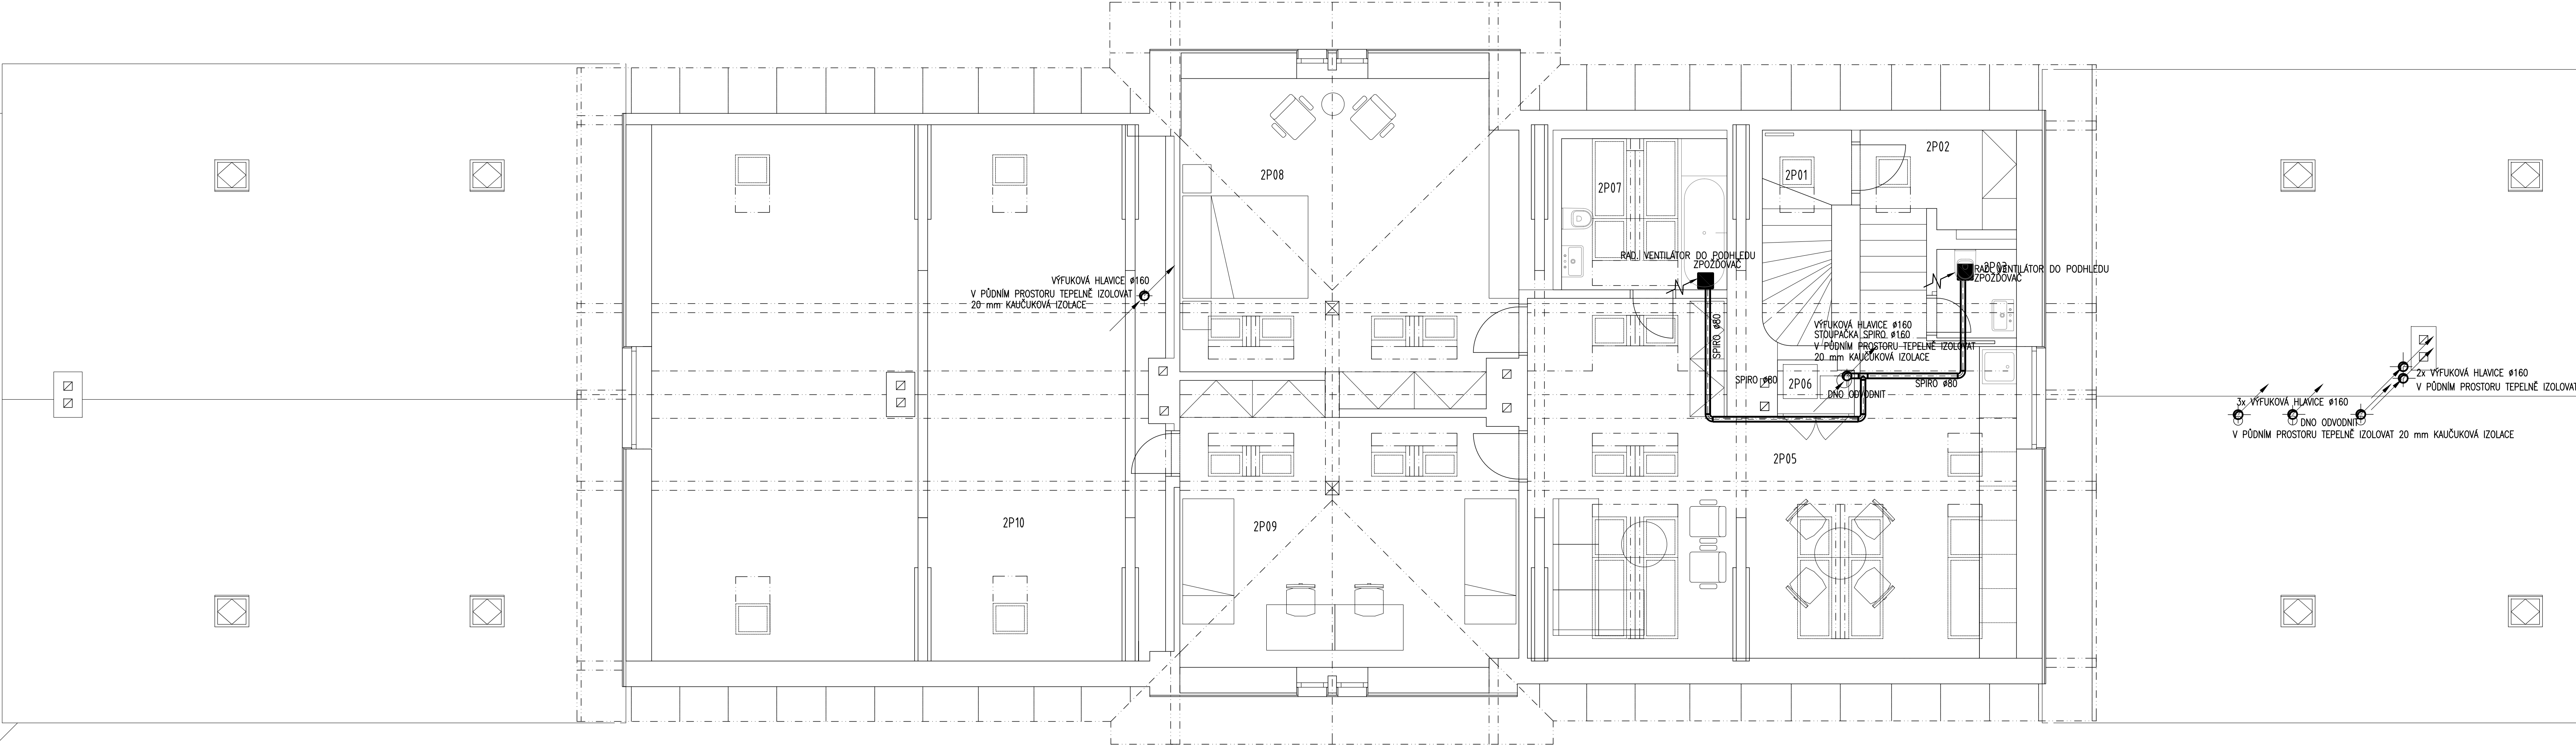 2P08
2P07
2P01
2P02
RAD. VENTILÁTOR DO PODHLEDU
ZPOŽDOVAČ
2P03
RAD. VENTILÁTOR DO PODHLEDU
ZPOŽDOVAČ
VÝFUKOVÁ HLAVICE ø160
V PŮDNÍM PROSTORU TEPELNĚ IZOLOVAT
20 mm KAUČUKOVÁ IZOLACE
SPIRO ø80
VÝFUKOVÁ HLAVICE ø160
STOUPAČKA SPIRO ø160
V PŮDNÍM PROSTORU TEPELNĚ IZOLOVAT
20 mm KAUČUKOVÁ IZOLACE
SPIRO ø80
2P06
SPIRO ø80
DNO ODVODNIT
2x VÝFUKOVÁ HLAVICE ø160
V PŮDNÍM PROSTORU TEPELNĚ IZOLOVAT
3x VÝFUKOVÁ HLAVICE ø160
DNO ODVODNIT
V PŮDNÍM PROSTORU TEPELNĚ IZOLOVAT 20 mm KAUČUKOVÁ IZOLACE
2P05
2P10
2P09